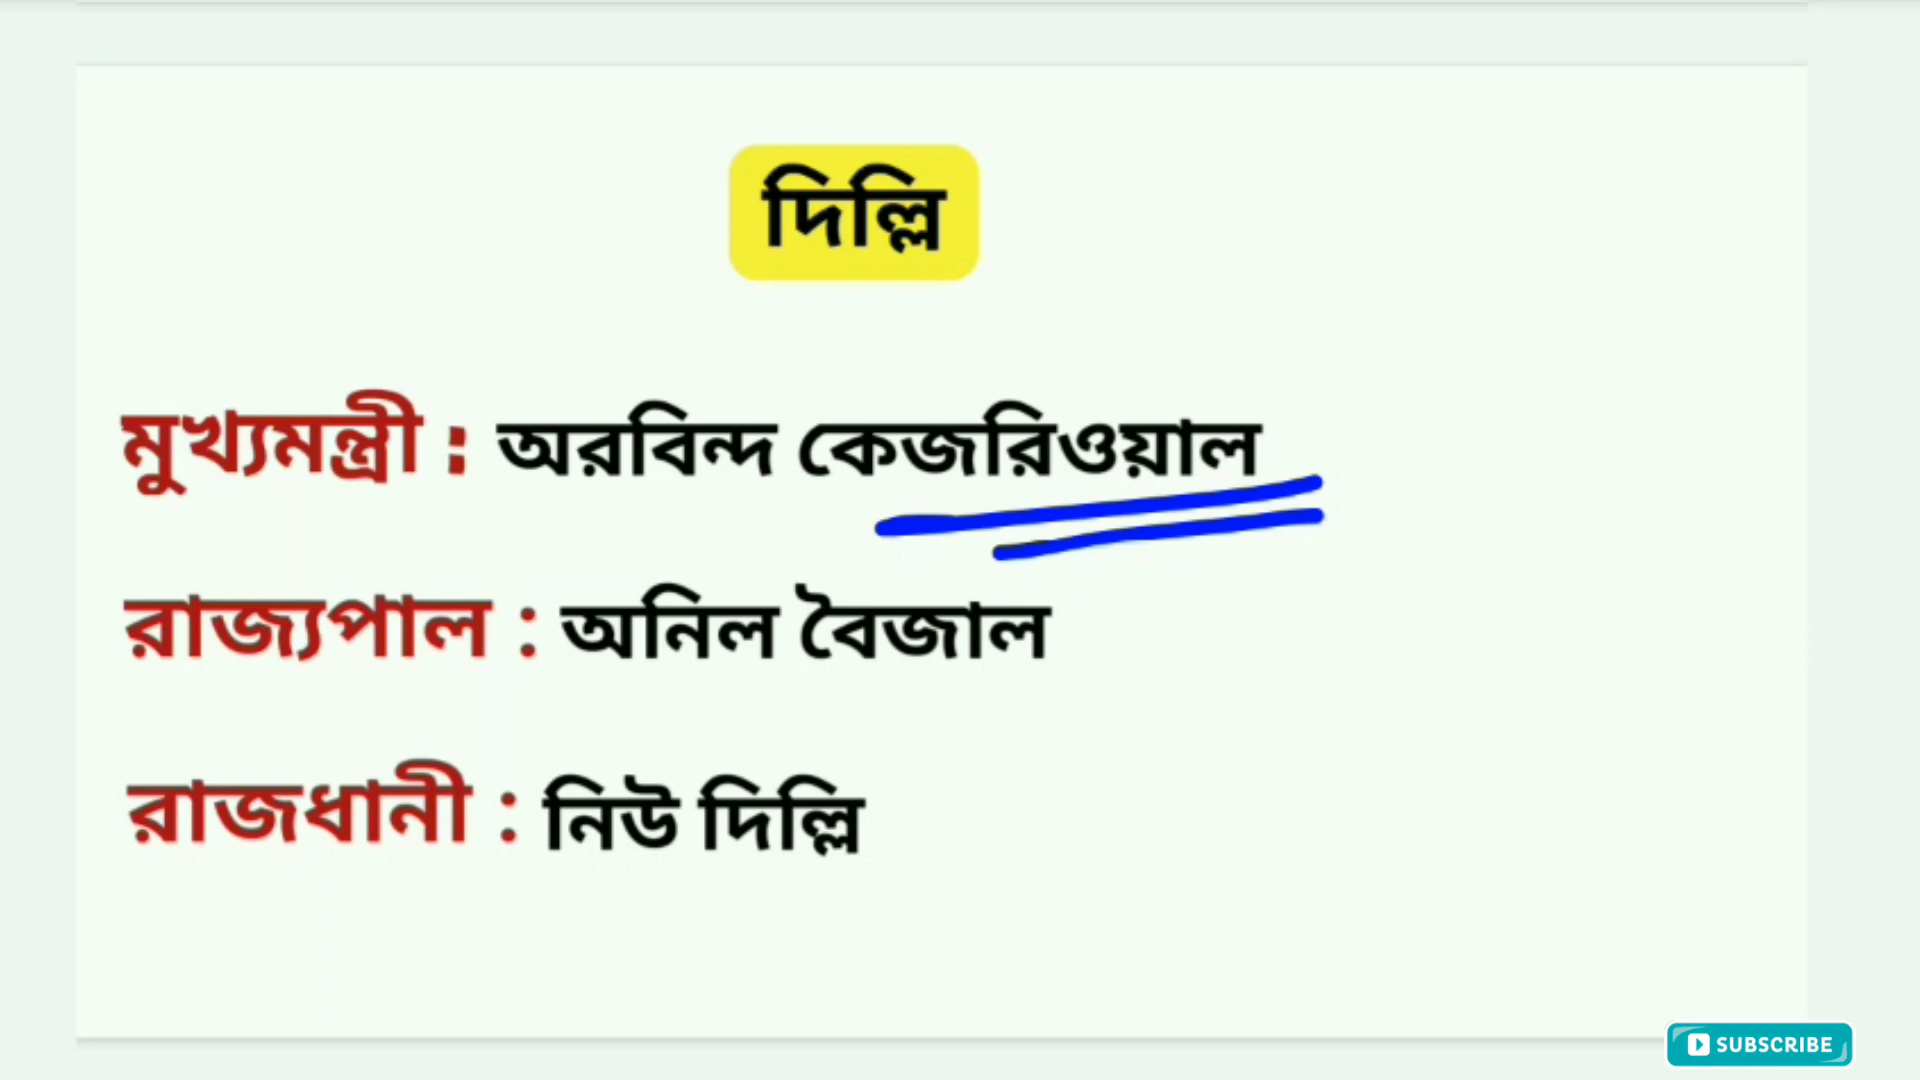 দিল্লি
মুখ্যমন্ত্রী : অরবিন্দ কেজরিওয়াল
রাজ্যপাল : অনিল বৈজাল
রাজধানী : নিউ দিল্লি
SUBSCRIBE